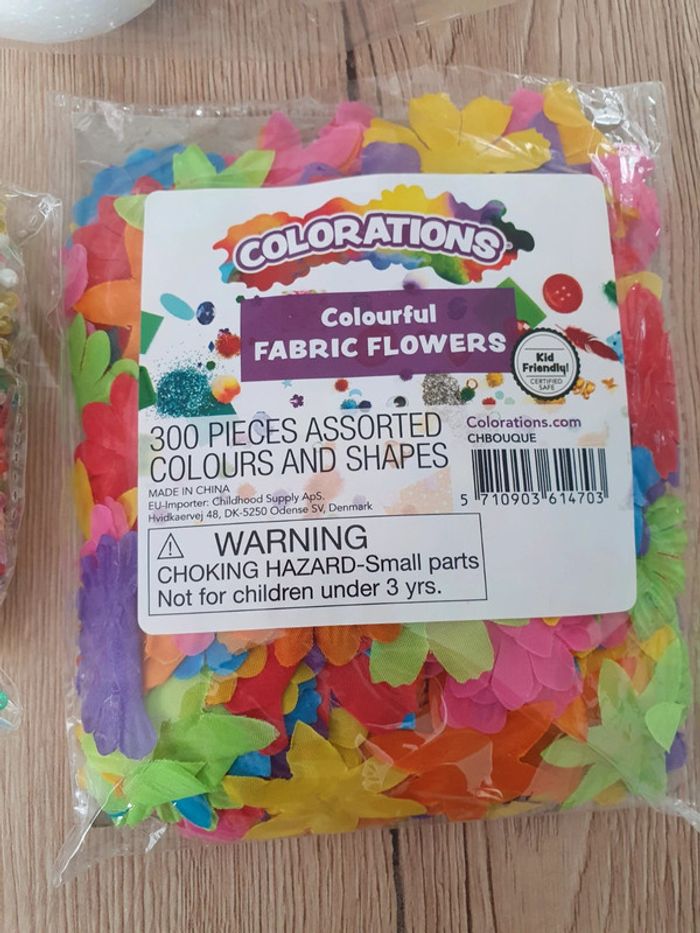 COLORATIONS
Colourful
FABRIC FLOWERS
Kid
Friendly!
CERTIFIED
SAFE
300 PIECES ASSORTED
COLOURS AND SHAPES
Colorations.com
CHBOUQUE
MADE IN CHINA
EU-Importer: Childhood Supply ApS.
Hvidkaervej 48, DK-5250 Odense SV, Denmark
5 710903 614703
WARNING
CHOKING HAZARD-Small parts
Not for children under 3 yrs.